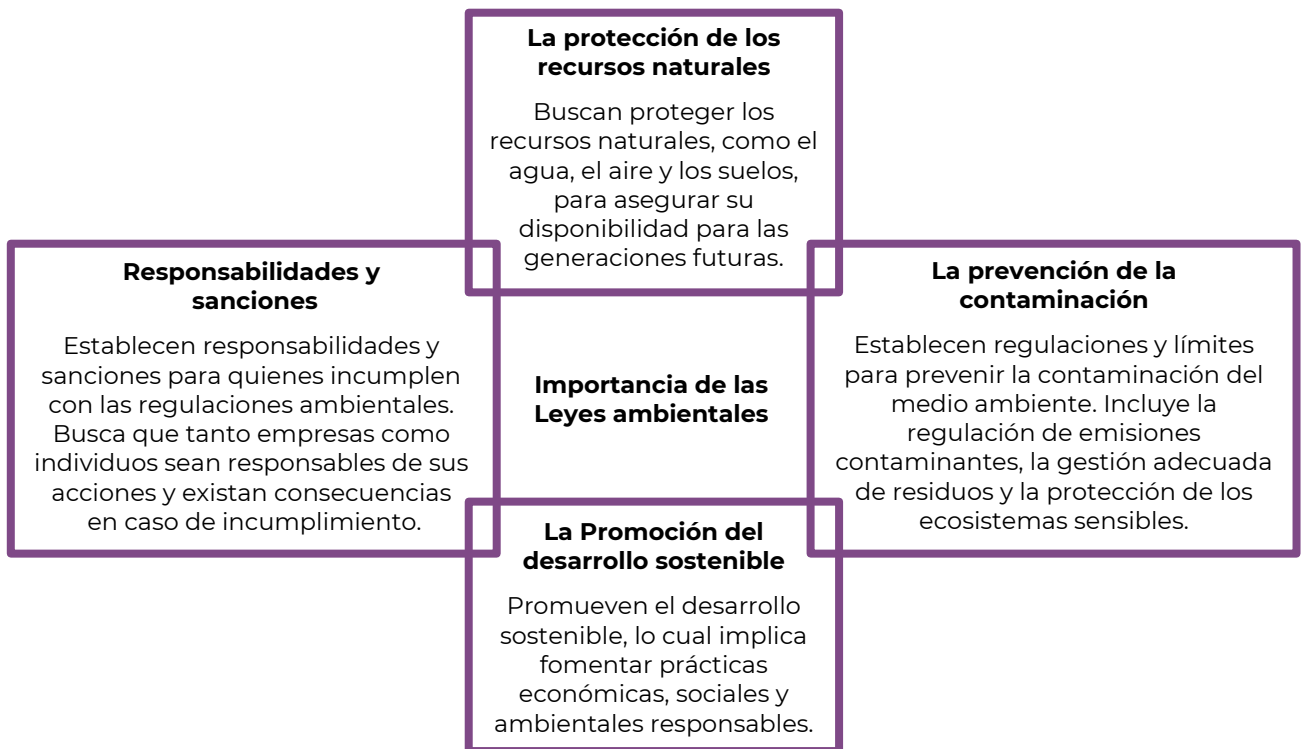 La protección de los
recursos naturales
Buscan proteger los
recursos naturales, como el
agua, el aire y los suelos,
para asegurar su
disponibilidad para las
generaciones futuras.
Responsabilidades y
sanciones
Establecen responsabilidades y
sanciones para quienes incumplen
con las regulaciones ambientales.
Busca que tanto empresas como
individuos sean responsables de sus
acciones y existan consecuencias
en caso de incumplimiento.
Importancia de las
Leyes ambientales
La prevención de la
contaminación
Establecen regulaciones y límites
para prevenir la contaminación del
medio ambiente. Incluye la
regulación de emisiones
contaminantes, la gestión adecuada
de residuos y la protección de los
ecosistemas sensibles.
La Promoción del
desarrollo sostenible
Promueven el desarrollo
sostenible, lo cual implica
fomentar prácticas
económicas, sociales y
ambientales responsables.